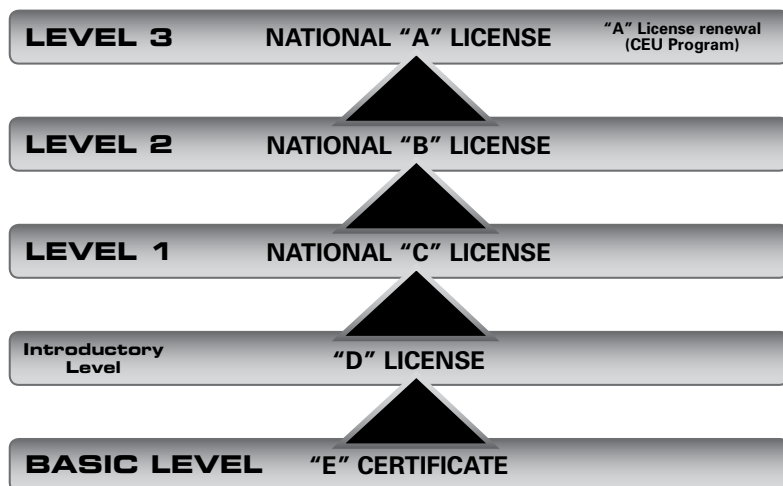 LEVEL 3 NATIONAL “A” LICENSE “A” License renewal
(CEU Program)
LEVEL 2 NATIONAL “B” LICENSE
LEVEL 1 NATIONAL “C” LICENSE
Introductory
Level “D” LICENSE
BASIC LEVEL “E” CERTIFICATE